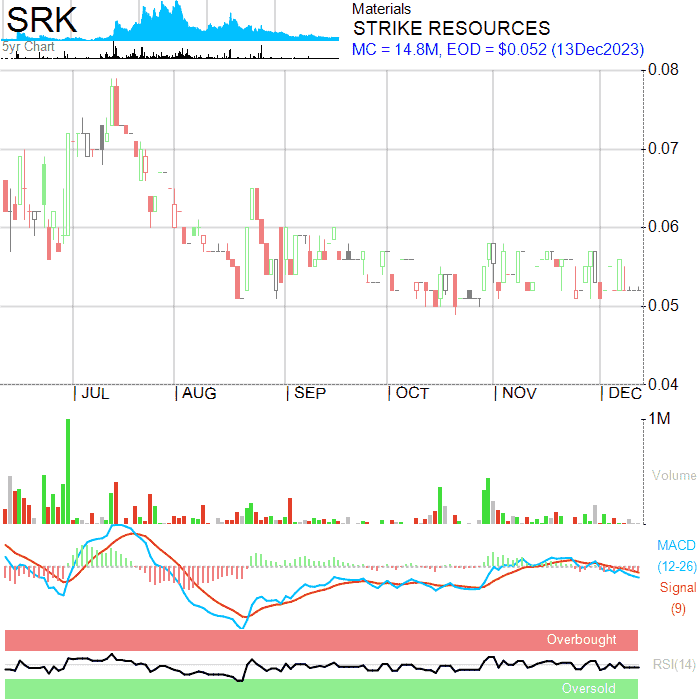 SRK
5yr Chart
Materials
STRIKE RESOURCES
MC = 14.8M, EOD = $0.052 (13Dec2023)
0.08
0.07
0.06
0.05
0.04
JUL AUG SEP OCT NOV DEC
1M
Volume
MACD
(12-26)
Signal
(9)
Overbought
RSI(14)
Oversold